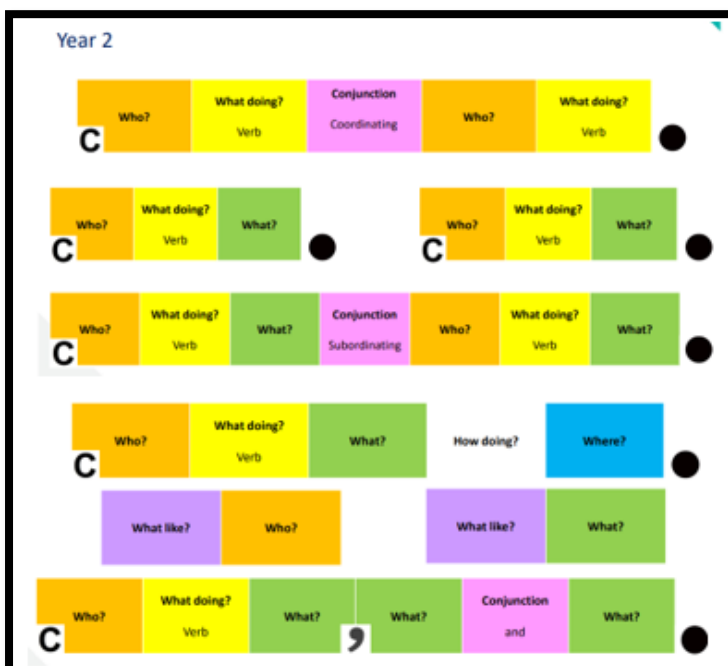 Year 2
Who? What doing? Conjunction Who? What doing?
Verb Coordinating Verb
C
Who? What doing? What? Who? What doing? What?
Verb Verb
C C
Who? What doing? What? Conjunction Who? What doing? What?
Verb Subordinating Verb
C
Who? What doing? What? How doing? Where?
Verb
C
What like? Who? What like? What?
Who? What doing? What? What? Conjunction What?
Verb and
C ,